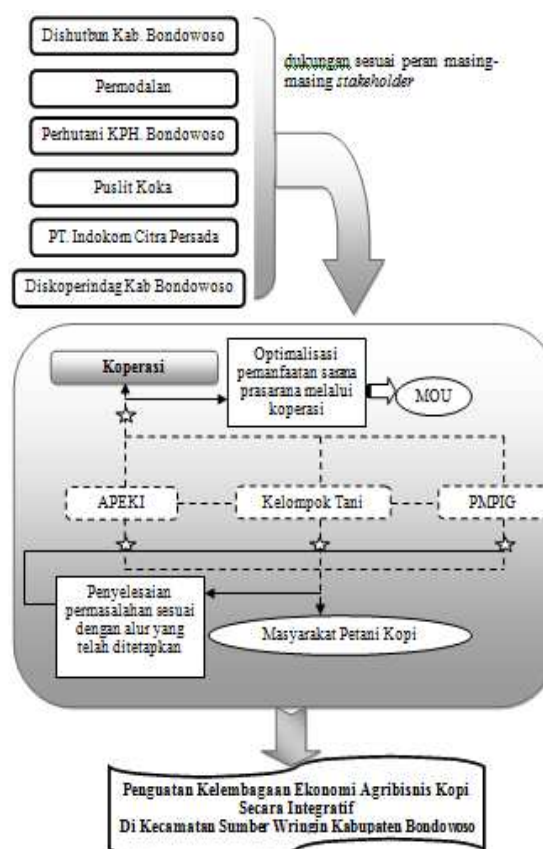 Dishutbun Kab. Bondowoso
dukungan sesuai peran masing-
masing stakeholder
Permodalan
Perhutani KPH. Bondowoso
Puslit Koka
PT. Indokom Citra Persada
Diskoperindag Kab Bondowoso
Koperasi
Optimalisasi
pemanfaatan sarana
prasarana melalui
koperasi
MOU
APEKI
Kelompok Tani
PMPIG
Penyelesaian
permasalahan sesuai
dengan alur yang
telah ditetapkan
Masyarakat Petani Kopi
Penguatan Kelembagaan Ekonomi Agribisnis Kopi
Secara Integratif
Di Kecamatan Sumber Wringin Kabupaten Bondowoso